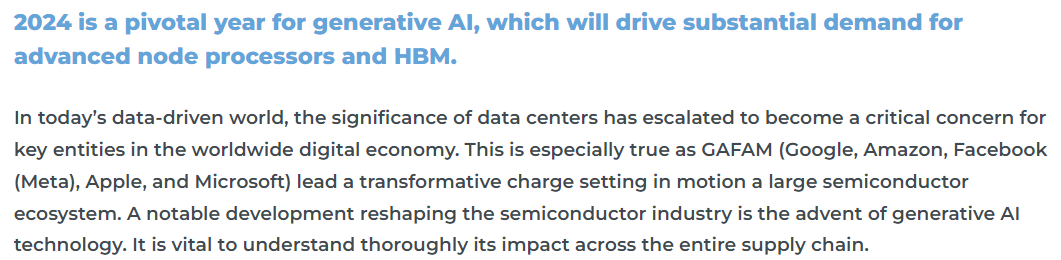 2024 is a pivotal year for generative AI, which will drive substantial demand for
advanced node processors and HBM.
In today’s data-driven world, the significance of data centers has escalated to become a critical concern for
key entities in the worldwide digital economy. This is especially true as GAFAM (Google, Amazon, Facebook
(Meta), Apple, and Microsoft) lead a transformative charge setting in motion a large semiconductor
ecosystem. A notable development reshaping the semiconductor industry is the advent of generative AI
technology. It is vital to understand thoroughly its impact across the entire supply chain.